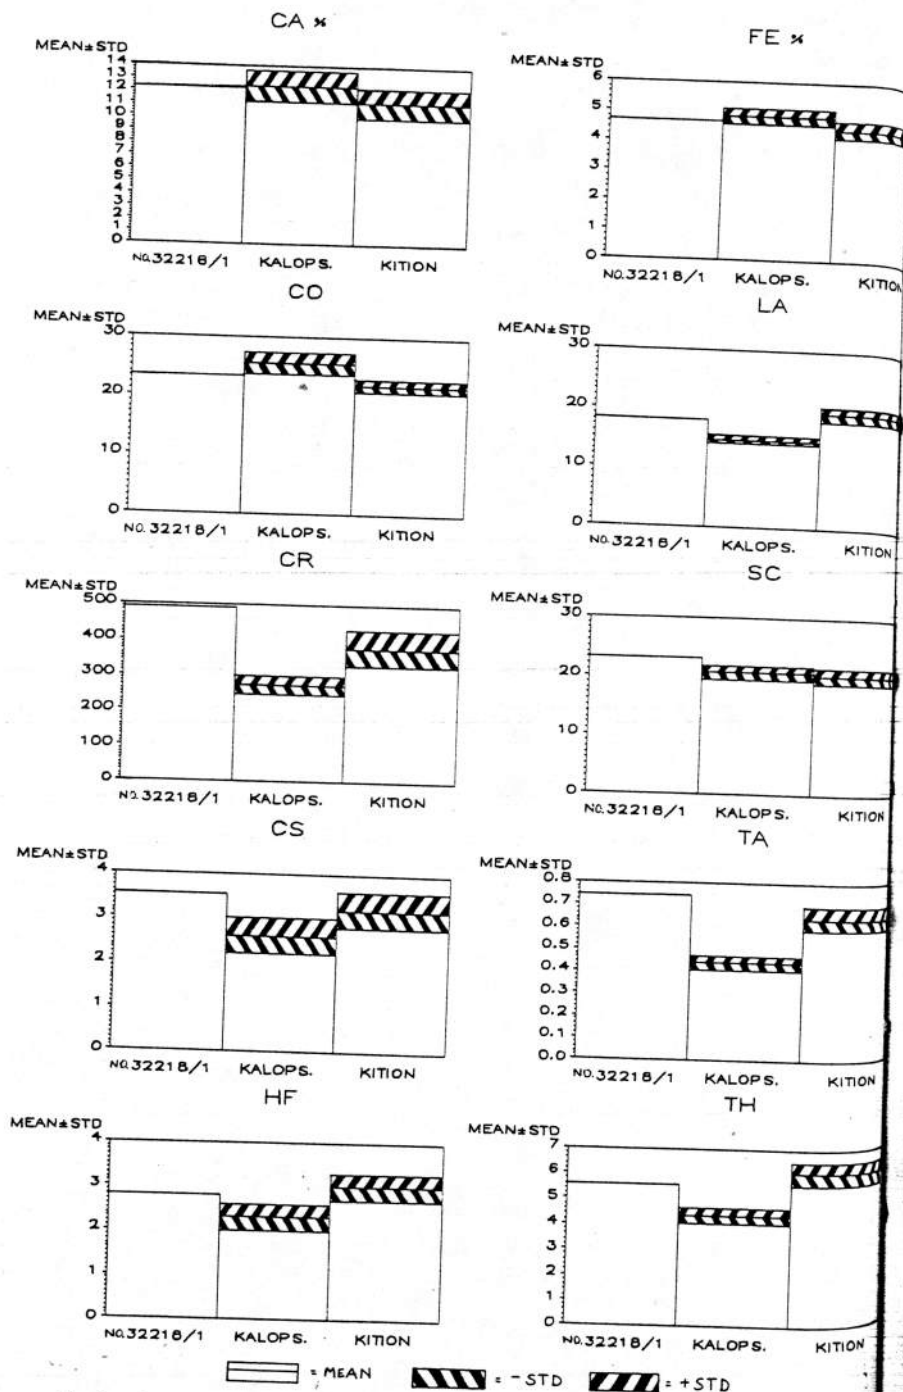 CA %
MEAN±STD
14
13
12
11
10
9
8
7
6
5
4
3
2
1
0
NO.32218/1 KALOPS. KITION
FE %
MEAN±STD
6
5
4
3
2
1
0
NO.32218/1 KALOPS. KITION
CO
MEAN±STD
30
20
10
0
NO.32218/1 KALOPS. KITION
LA
MEAN±STD
30
20
10
0
NO.32218/1 KALOPS. KITION
CR
MEAN±STD
500
400
300
200
100
0
NO.32218/1 KALOPS. KITION
SC
MEAN±STD
30
20
10
0
NO.32218/1 KALOPS. KITION
CS
MEAN±STD
4
3
2
1
0
NO.32218/1 KALOPS. KITION
TA
MEAN±STD
0.8
0.7
0.6
0.5
0.4
0.3
0.2
0.1
0.0
NO.32218/1 KALOPS. KITION
HF
MEAN±STD
4
3
2
1
0
NO.32218/1 KALOPS. KITION
TH
MEAN±STD
7
6
5
4
3
2
1
0
NO.32218/1 KALOPS. KITION
= MEAN = -STD = +STD